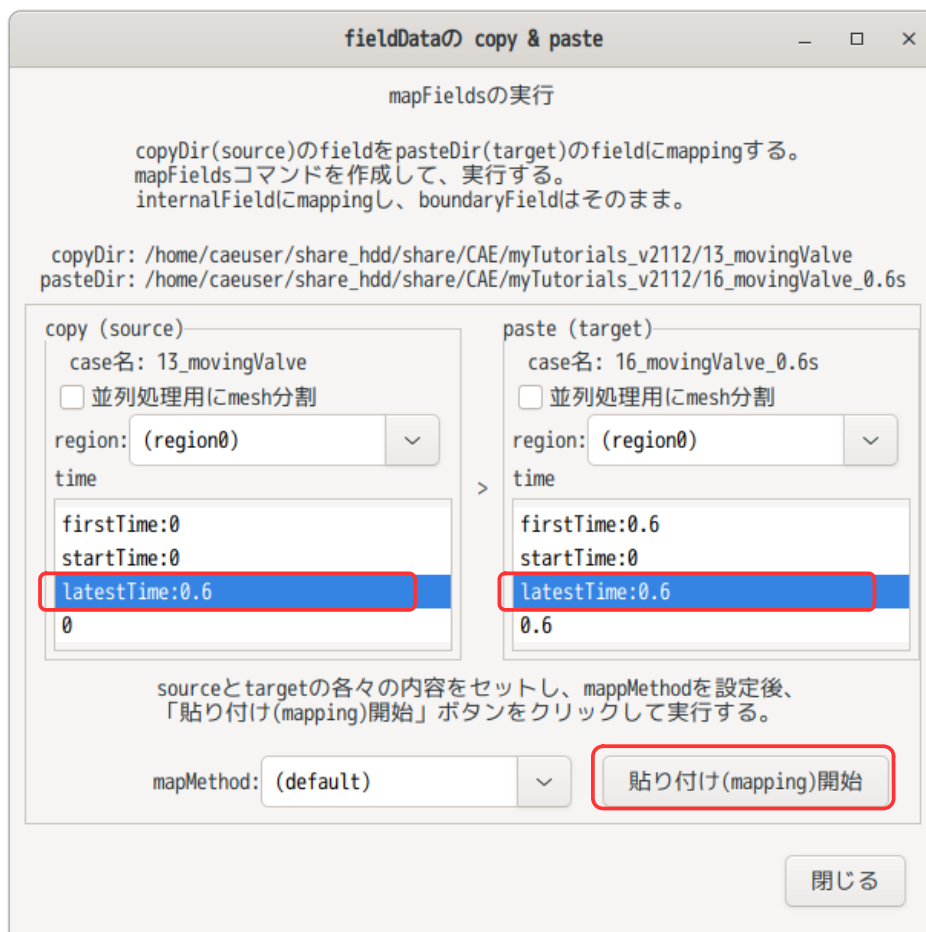 fieldDataの copy & paste
mapFieldsの実行
copyDir(source)のfieldをpasteDir(target)のfieldにmappingする。
mapFieldsコマンドを作成して、実行する。
internalFieldにmappingし、boundaryFieldはそのまま。
copyDir: /home/caeuser/share_hdd/share/CAE/myTutorials_v2112/13_movingValve
pasteDir: /home/caeuser/share_hdd/share/CAE/myTutorials_v2112/16_movingValve_0.6s
copy (source)
case名: 13_movingValve
並列処理用にmesh分割
region: (region0)
time
firstTime:0
startTime:0
latestTime:0.6
0
>
paste (target)
case名: 16_movingValve_0.6s
並列処理用にmesh分割
region: (region0)
time
firstTime:0.6
startTime:0
latestTime:0.6
0.6
sourceとtargetの各々の内容をセットし、mappMethodを設定後、
「貼り付け(mapping)開始」ボタンをクリックして実行する。
mapMethod: (default)
貼り付け(mapping)開始
閉じる